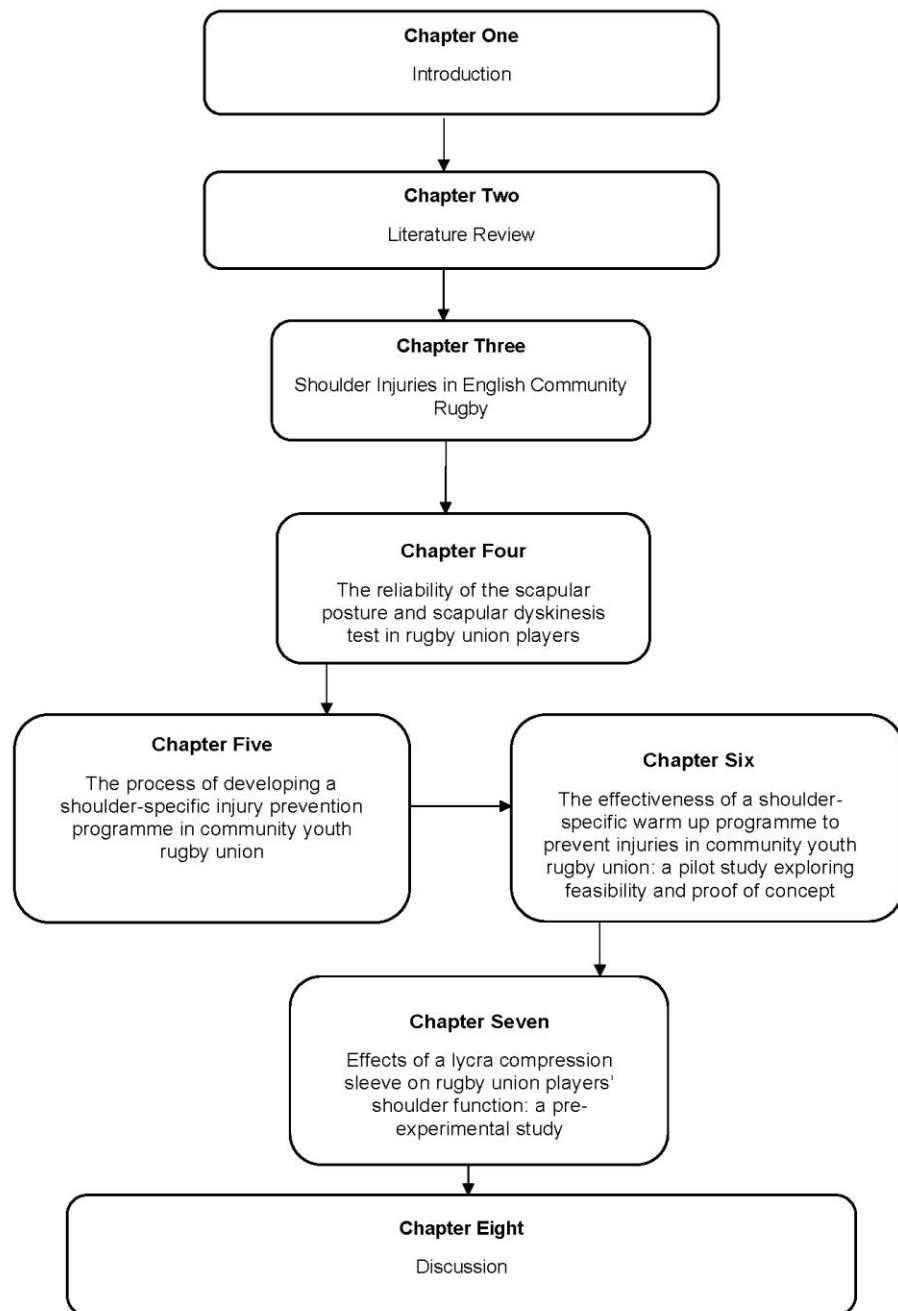 Chapter One
Introduction
Chapter Two
Literature Review
Chapter Three
Shoulder Injuries in English Community
Rugby
Chapter Four
The reliability of the scapular
posture and scapular dyskinesis
test in rugby union players
Chapter Five
The process of developing a
shoulder-specific injury prevention
programme in community youth
rugby union
Chapter Six
The effectiveness of a shoulder-
specific warm up programme to
prevent injuries in community youth
rugby union: a pilot study exploring
feasibility and proof of concept
Chapter Seven
Effects of a lycra compression
sleeve on rugby union players’
shoulder function: a pre-
experimental study
Chapter Eight
Discussion